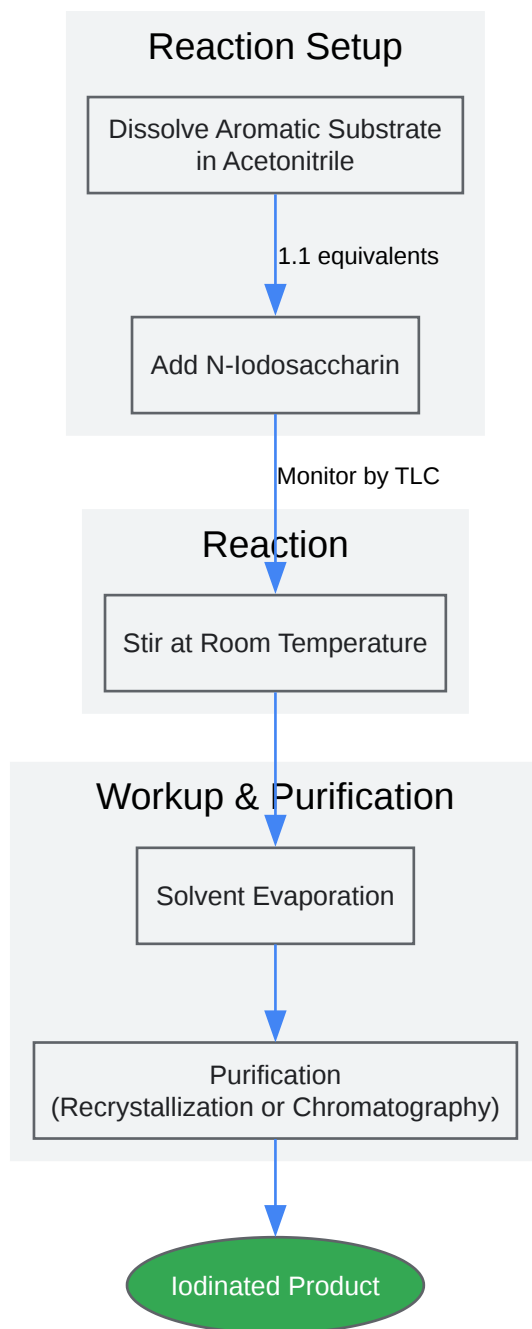 Reaction Setup
Dissolve Aromatic Substrate
in Acetonitrile
1.1 equivalents
Add N-Iodosaccharin
Monitor by TLC
Reaction
Stir at Room Temperature
Workup & Purification
Solvent Evaporation
Purification
(Recrystallization or Chromatography)
Iodinated Product